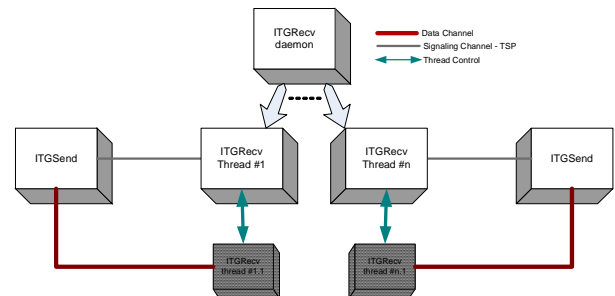 ITGRecv
daemon
Data Channel
Signaling Channel - TSP
Thread Control
ITGSend
ITGRecv
Thread #1
ITGRecv
Thread #n
ITGSend
ITGRecv
thread #1.1
ITGRecv
thread #n.1